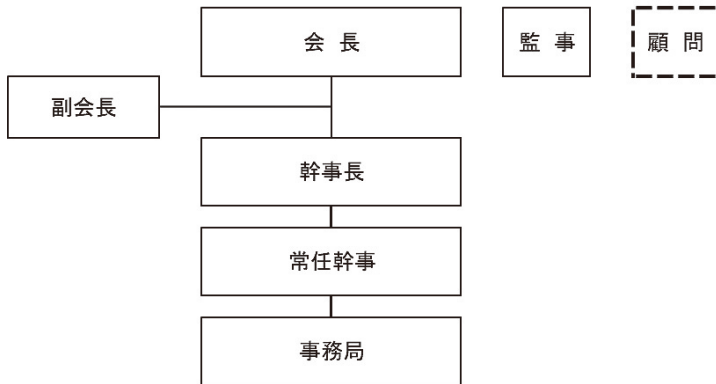 会 長
監 事
顧 問
副会長
幹事長
常任幹事
事務局